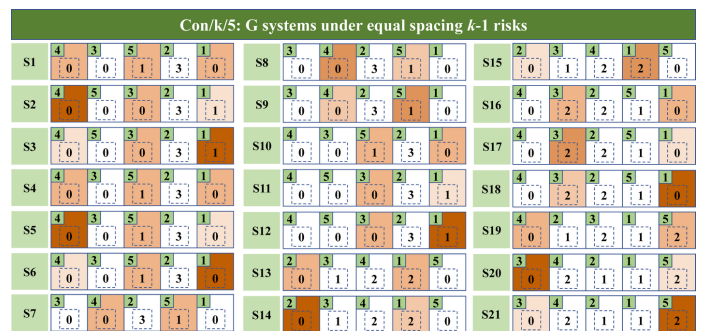 Con/k/5: G systems under equal spacing k-1 risks
4 3 5 2 1
S1 0 0 1 3 0
4 5 3 2 1
S2 0 0 0 3 1
4 5 3 2 1
S3 0 0 0 3 1
4 3 5 2 1
S4 0 0 1 3 0
4 3 5 2 1
S5 0 0 1 3 0
4 3 5 2 1
S6 0 0 1 3 0
3 4 2 5 1
S7 0 0 3 1 0
3 4 2 5 1
S8 0 0 3 1 0
3 4 2 5 1
S9 0 0 3 1 0
4 3 5 2 1
S10 0 0 1 3 0
4 5 3 2 1
S11 0 0 0 3 1
4 5 3 2 1
S12 0 0 0 3 1
2 3 4 1 5
S13 0 1 2 2 0
2 3 4 1 5
S14 0 1 2 2 0
2 3 4 1 5
S15 0 1 2 2 0
4 3 2 5 1
S16 0 2 2 1 0
4 3 2 5 1
S17 0 2 2 1 0
4 3 2 5 1
S18 0 2 2 1 0
4 2 3 1 5
S19 0 1 2 1 2
3 4 2 1 5
S20 0 2 1 1 2
3 4 2 1 5
S21 0 2 1 1 2